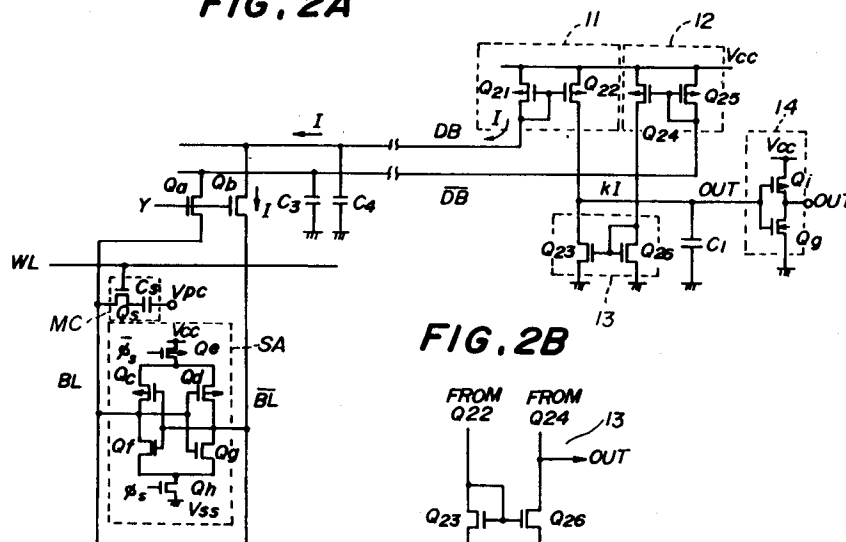 FIG. 2A
11
12
Vcc
Q21
Q22
Q24
Q25
I
I
DB
14
Vcc
Qa
Qb
I
C3
C4
DB
kI
OUT
Qi
OUT
Y
Q23
Q26
C1
Qg
WL
13
Cs
Vpc
MC
Qs
FIG. 2B
Vcc
SA
φs
Qe
Qc
Qd
BL
BL
FROM
Q22
FROM
Q24
13
OUT
Qf
Qg
φs
Qh
Vss
Q23
Q26